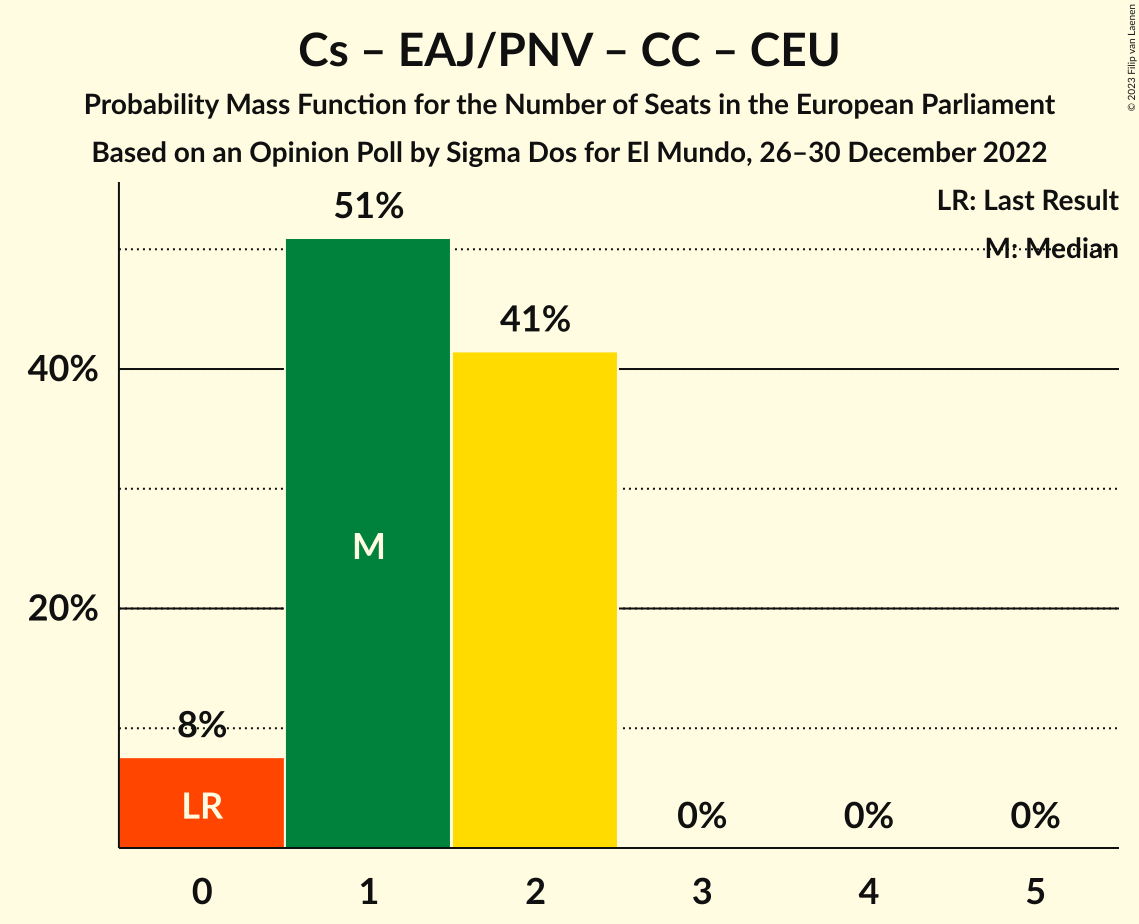 Cs – EAJ/PNV – CC – CEU
Probability Mass Function for the Number of Seats in the European Parliament
Based on an Opinion Poll by Sigma Dos for El Mundo, 26–30 December 2022
© 2023 Filip van Laenen
LR: Last Result
M: Median
51%
41%
40%
M
20%
8%
LR
0% 0% 0%
0 1 2 3 4 5